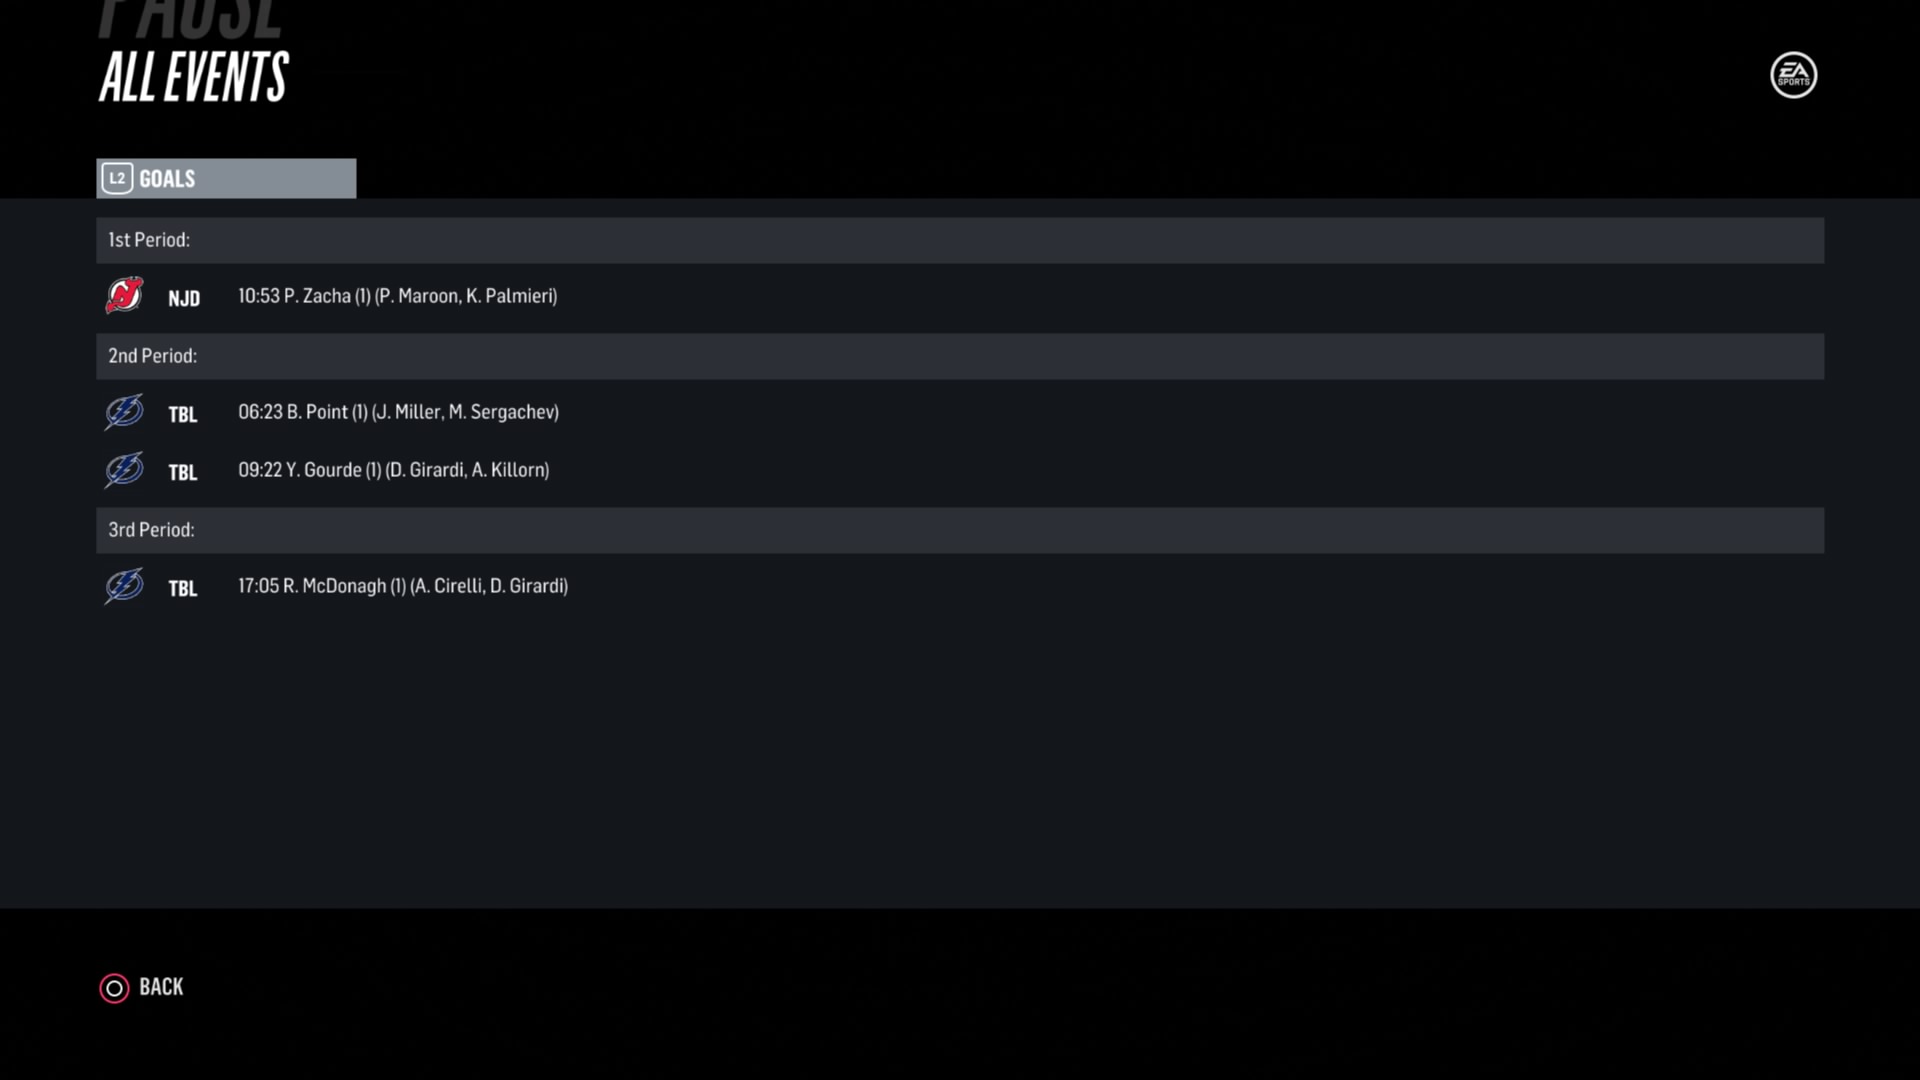 PAUSE
ALL EVENTS
EA
SPORTS
L2 GOALS
1st Period:
NJD 10:53 P. Zacha (1) (P. Maroon, K. Palmieri)
2nd Period:
TBL 06:23 B. Point (1) (J. Miller, M. Sergachev)
TBL 09:22 Y. Gourde (1) (D. Girardi, A. Killorn)
3rd Period:
TBL 17:05 R. McDonagh (1) (A. Cirelli, D. Girardi)
BACK